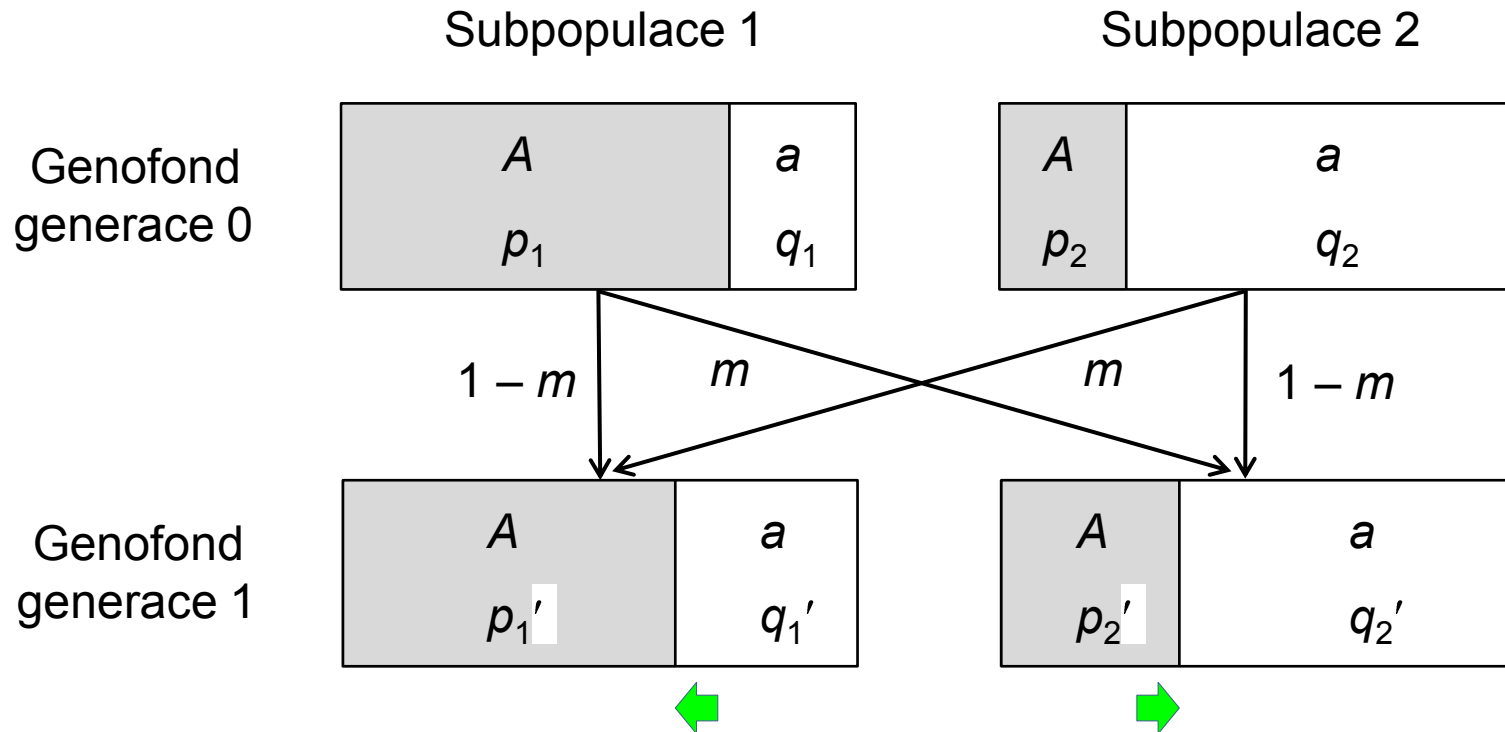 Subpopulace 1 Subpopulace 2
Genofond
generace 0
A a A a
p₁ q₁ p₂ q₂
1 – m m m 1 – m
Genofond
generace 1
A a A a
p₁′ q₁′ p₂′ q₂′